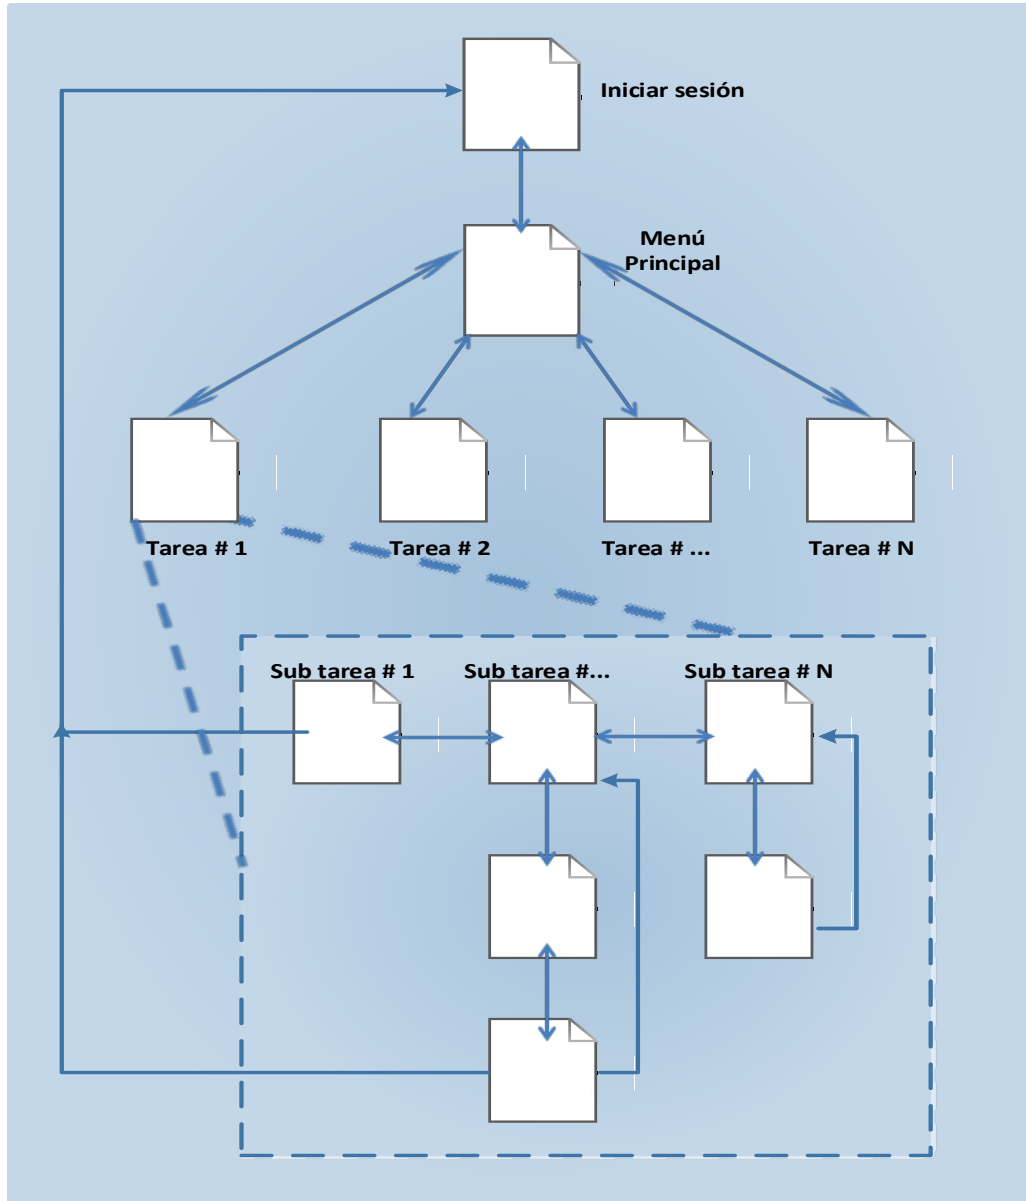 Iniciar sesión
Menú
Principal
Tarea # 1
Tarea # 2
Tarea # ...
Tarea # N
Sub tarea # 1
Sub tarea #...
Sub tarea # N